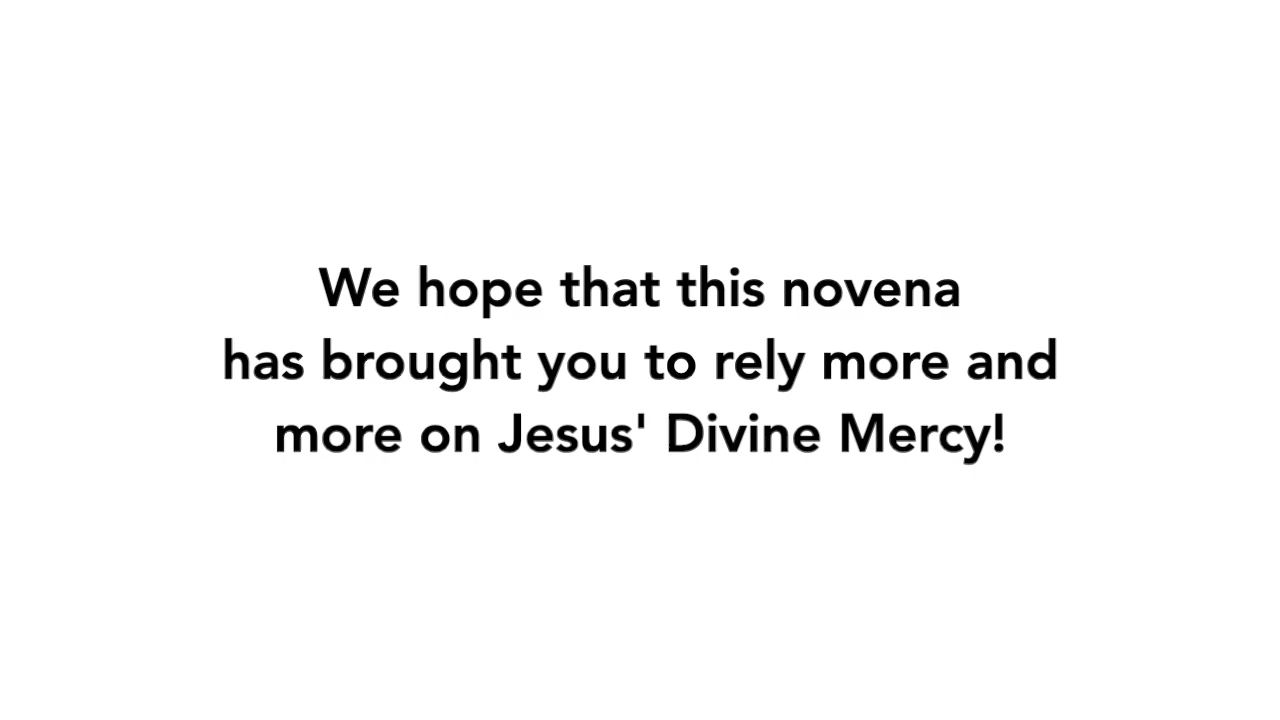 We hope that this novena
has brought you to rely more and
more on Jesus' Divine Mercy!